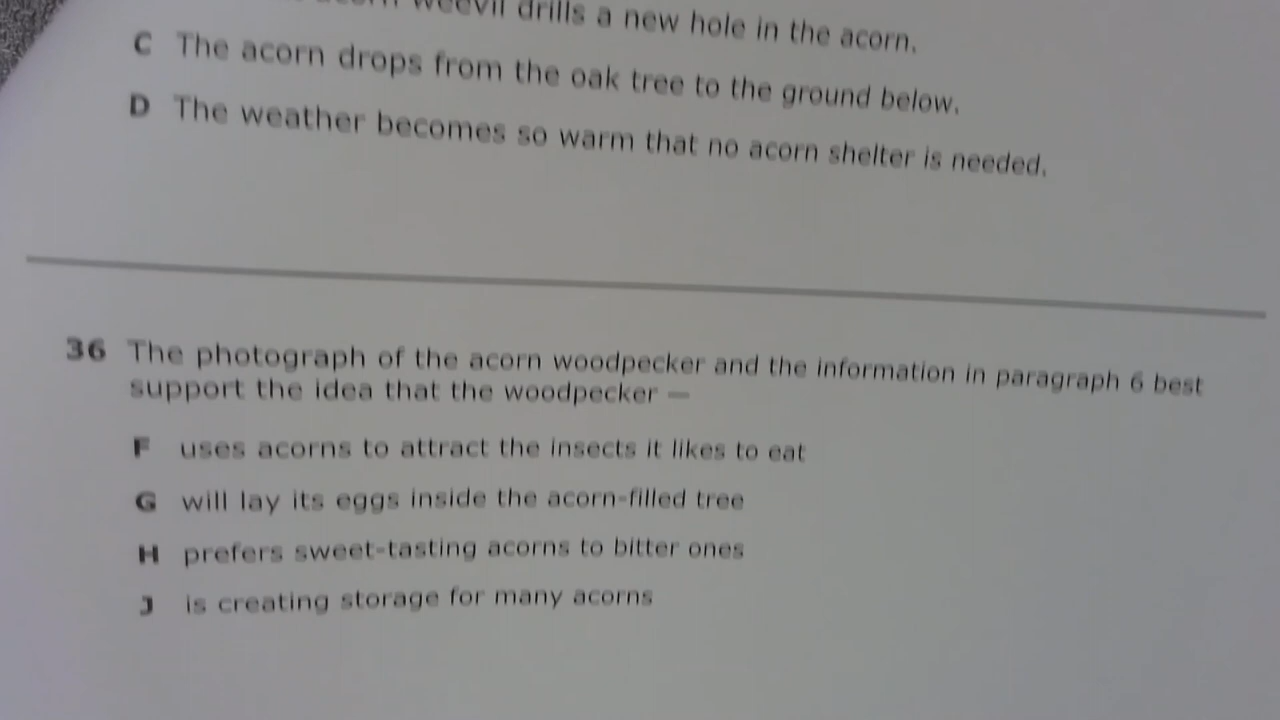 weevil drills a new hole in the acorn.
C The acorn drops from the oak tree to the ground below.
D The weather becomes so warm that no acorn shelter is needed.
36 The photograph of the acorn woodpecker and the information in paragraph 6 best
support the idea that the woodpecker —
F uses acorns to attract the insects it likes to eat
G will lay its eggs inside the acorn-filled tree
H prefers sweet-tasting acorns to bitter ones
J is creating storage for many acorns